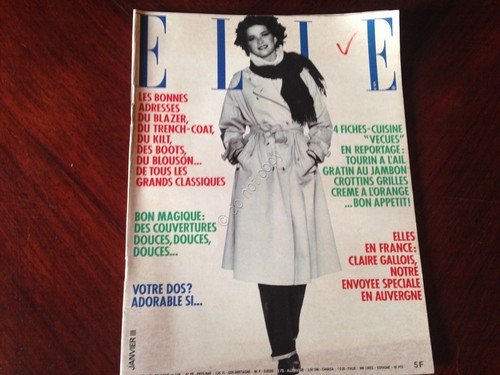 ELLE
LES BONNES
ADRESSES
DU BLAZER,
DU TRENCH-COAT,
DU KILT,
DES BOOTS,
DU BLOUSON...
DE TOUS LES
GRANDS CLASSIQUES
4 FICHES-CUISINE
"VECUES"
EN REPORTAGE:
TOURIN A L'AIL
GRATIN AU JAMBON
CROTTINS GRILLES
CREME A L'ORANGE
...BON APPETIT!
BON MAGIQUE:
DES COUVERTURES
DOUCES, DOUCES,
DOUCES...
ELLES
EN FRANCE:
CLAIRE GALLOIS,
NOTRE
ENVOYEE SPECIALE
EN AUVERGNE
VOTRE DOS?
ADORABLE SI...
JANVIER III
5F